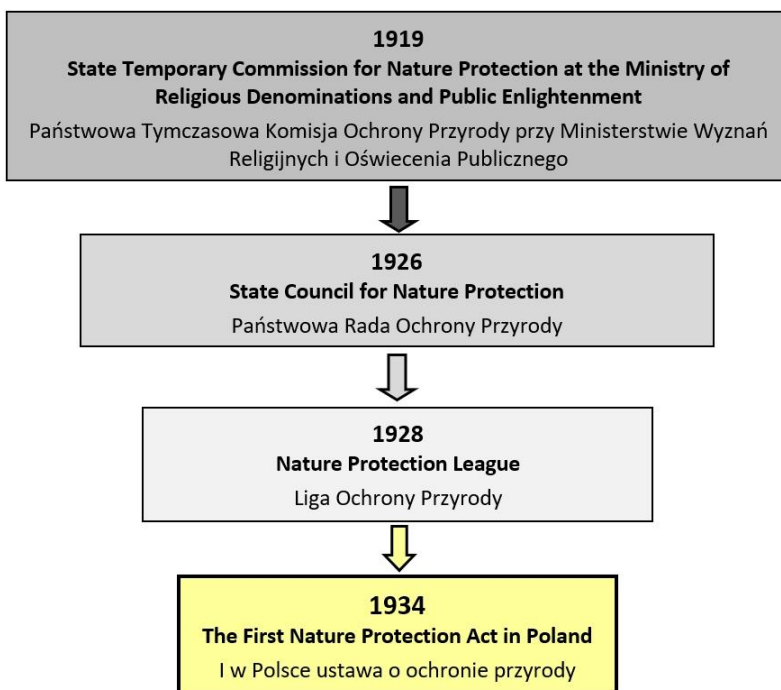 1919
State Temporary Commission for Nature Protection at the Ministry of
Religious Denominations and Public Enlightenment
Państwowa Tymczasowa Komisja Ochrony Przyrody przy Ministerstwie Wyznań
Religijnych i Oświecenia Publicznego
1926
State Council for Nature Protection
Państwowa Rada Ochrony Przyrody
1928
Nature Protection League
Liga Ochrony Przyrody
1934
The First Nature Protection Act in Poland
I w Polsce ustawa o ochronie przyrody